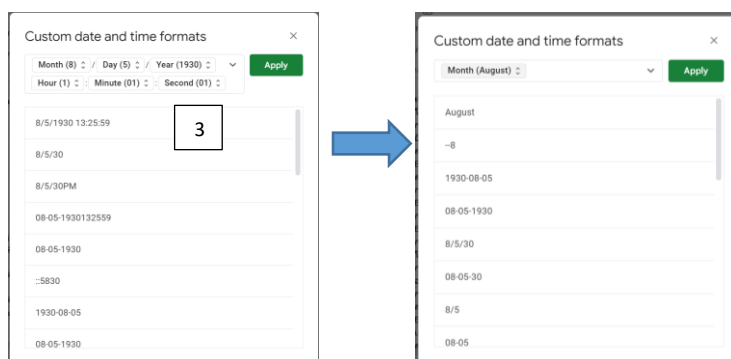 Custom date and time formats ×
Month (8) / Day (5) / Year (1930) Apply
Hour (1) : Minute (01) : Second (01)
8/5/1930 13:25:59
3
8/5/30
8/5/30PM
08-05-1930132559
08-05-1930
::5830
1930-08-05
08-05-1930
Custom date and time formats ×
Month (August) Apply
August
--8
1930-08-05
08-05-1930
8/5/30
08-05-30
8/5
08-05